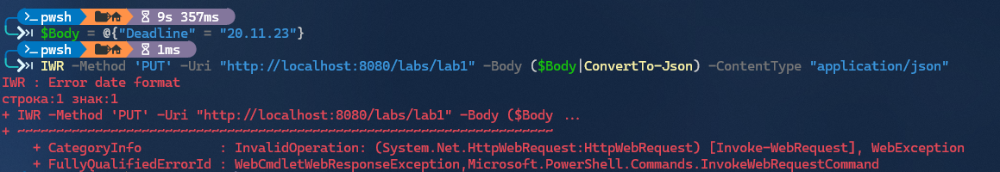 >_ pwsh 9s 357ms
$Body = @{"Deadline" = "20.11.23"}
>_ pwsh 1ms
IWR -Method 'PUT' -Uri "http://localhost:8080/labs/lab1" -Body ($Body|ConvertTo-Json) -ContentType "application/json"
IWR : Error date format
строка:1 знак:1
+ IWR -Method 'PUT' -Uri "http://localhost:8080/labs/lab1" -Body ($Body ...
+ ~~~~~~~~~~~~~~~~~~~~~~~~~~~~~~~~~~~~~~~~~~~~~~~~~~~~~~~~~~~~~~~~~~~~~
+ CategoryInfo : InvalidOperation: (System.Net.HttpWebRequest:HttpWebRequest) [Invoke-WebRequest], WebException
+ FullyQualifiedErrorId : WebCmdletWebResponseException,Microsoft.PowerShell.Commands.InvokeWebRequestCommand